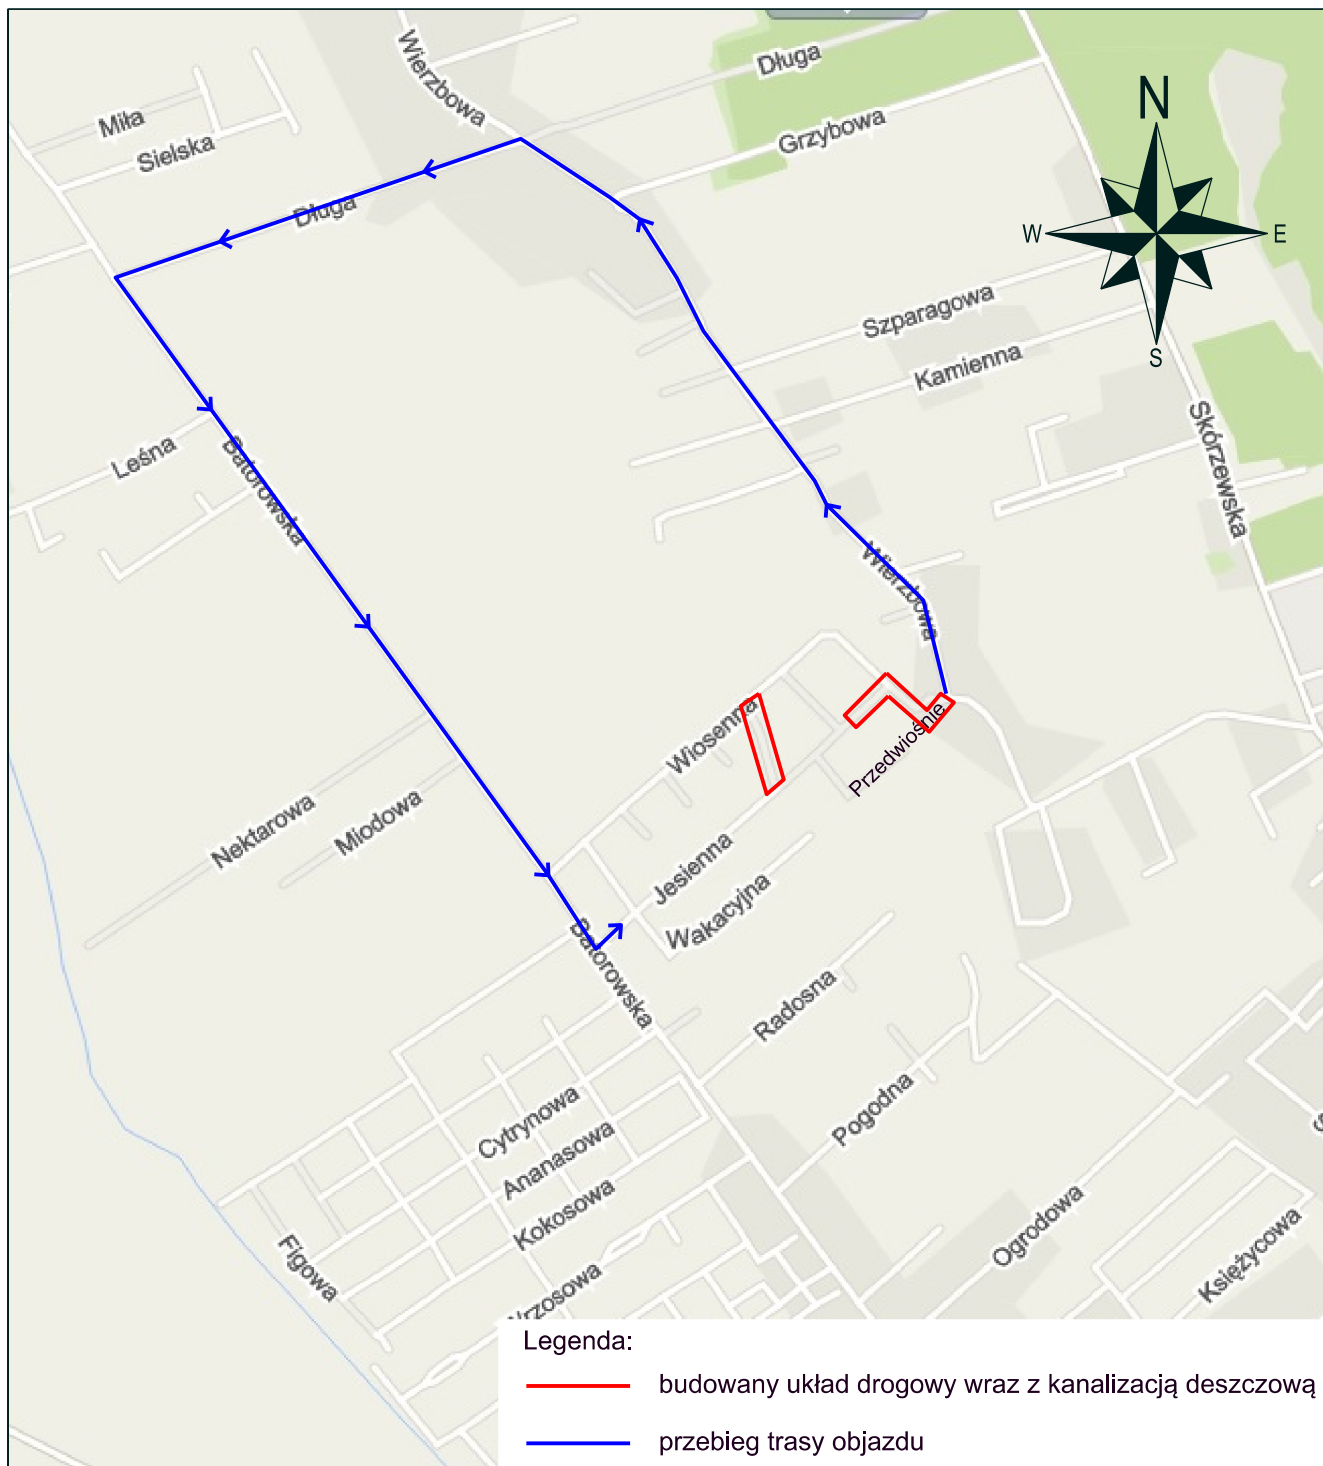 Wierzbowa
Długa
Miła
Sielska
Grzybowa
N
W
E
S
Długa
Szparagowa
Kamienna
Skórzewska
Leśna
Batorowska
Wierzbowa
Wiosenna
Przedwiośnie
Nektarowa
Miodowa
Jesienna
Wakacyjna
Batorowska
Radosna
Pogodna
Cytrynowa
Ananasowa
Kokosowa
Figowa
Ogrodowa
Księżycowa
Legenda:
budowany układ drogowy wraz z kanalizacją deszczową
przebieg trasy objazdu